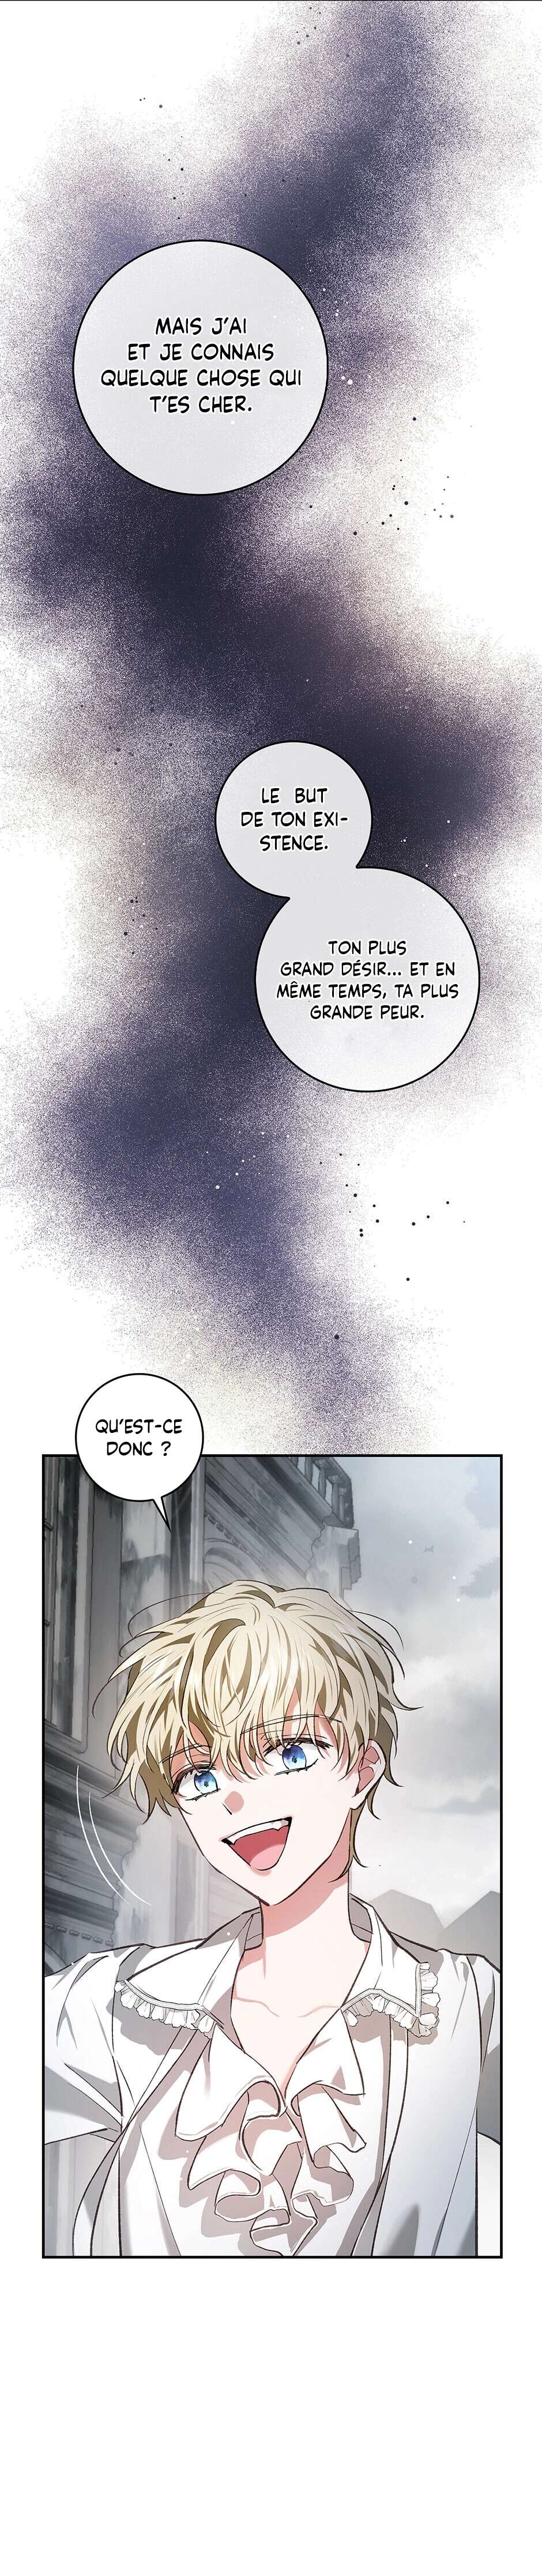 MAIS J'AI
ET JE CONNAIS
QUELQUE CHOSE QUI
T'ES CHER.
LE BUT
DE TON EXI-
STENCE.
TON PLUS
GRAND DÉSIR... ET EN
MÊME TEMPS, TA PLUS
GRANDE PEUR.
QU'EST-CE
DONC ?